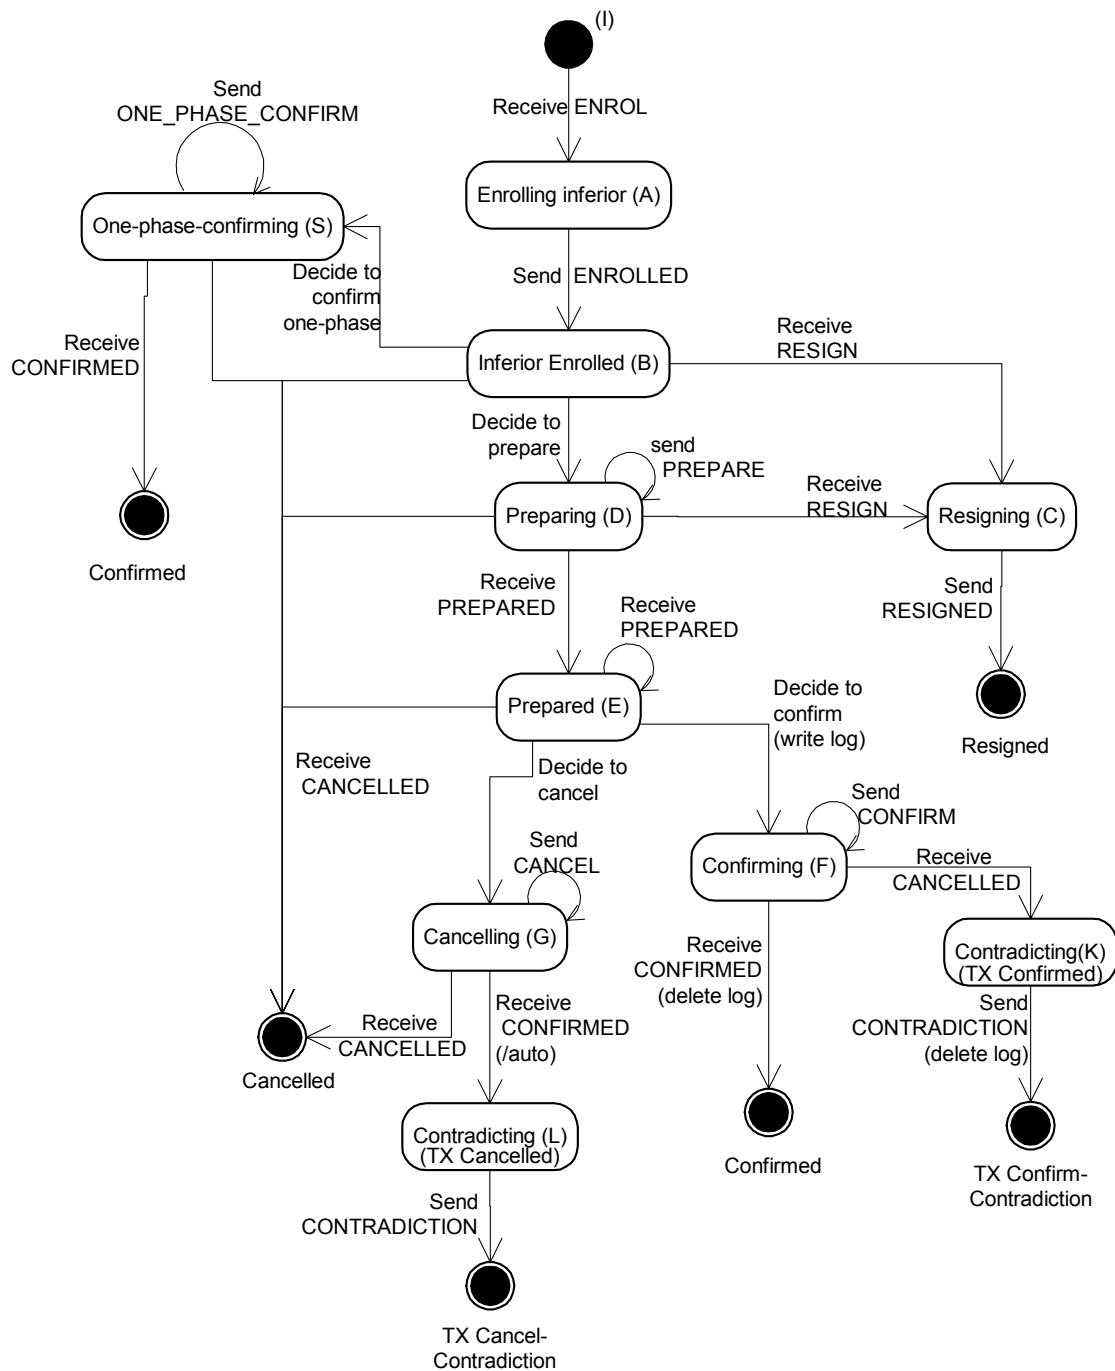 (I)
Send
ONE_PHASE_CONFIRM
Receive ENROL
Enrolling inferior (A)
One-phase-confirming (S)
Send ENROLLED
Decide to
confirm
one-phase
Receive
CONFIRMED
Receive
RESIGN
Inferior Enrolled (B)
Decide to
prepare
send
PREPARE
Receive
RESIGN
Preparing (D)
Resigning (C)
Confirmed
Receive
PREPARED
Receive
PREPARED
Send
RESIGNED
Prepared (E)
Decide to
confirm
(write log)
Resigned
Receive
CANCELLED
Decide to
cancel
Send
CONFIRM
Send
CANCEL
Confirming (F)
Receive
CANCELLED
Cancelling (G)
Receive
CONFIRMED
(delete log)
Contradicting(K)
(TX Confirmed)
Receive
CANCELLED
Receive
CONFIRMED
(/auto)
Send
CONTRADICTION
(delete log)
Cancelled
Contradicting (L)
(TX Cancelled)
Confirmed
TX Confirm-
Contradiction
Send
CONTRADICTION
TX Cancel-
Contradiction